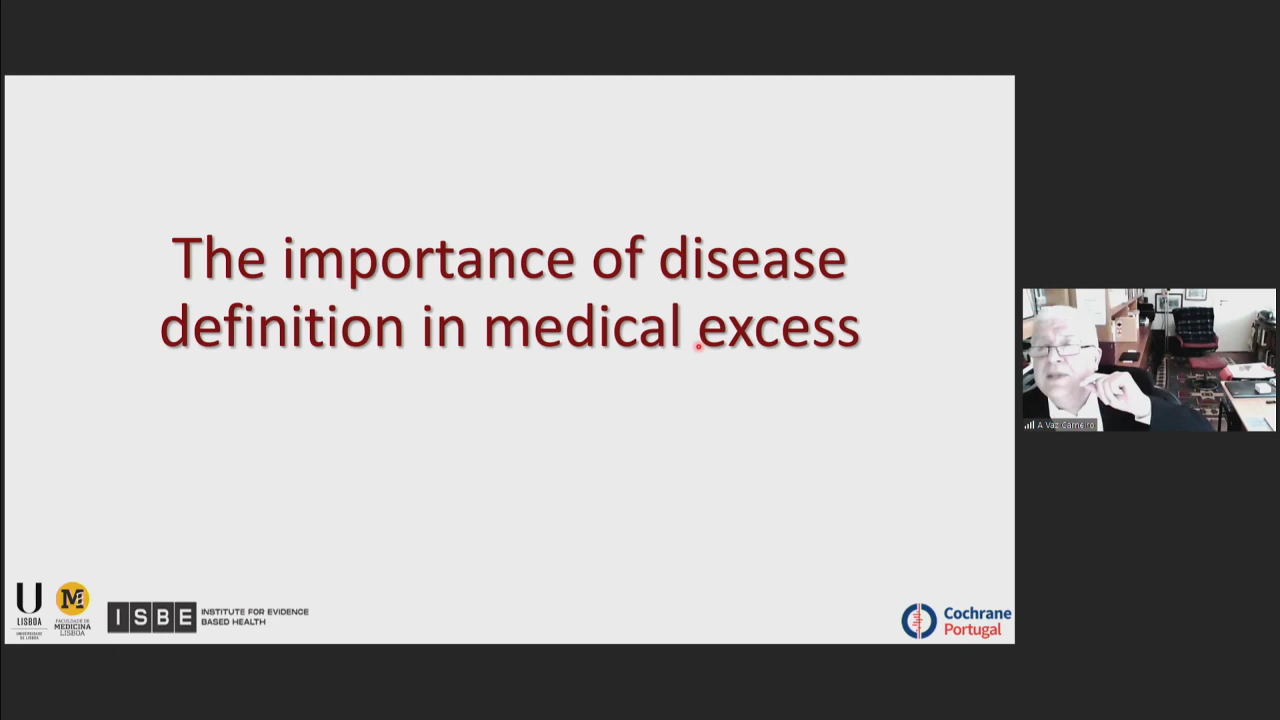 The importance of disease
definition in medical excess
A Vaz Carneiro
U
LISBOA
UNIVERSIDADE
DE LISBOA
M
FACULDADE DE
MEDICINA
LISBOA
ISBE
INSTITUTE FOR EVIDENCE
BASED HEALTH
Cochrane
Portugal